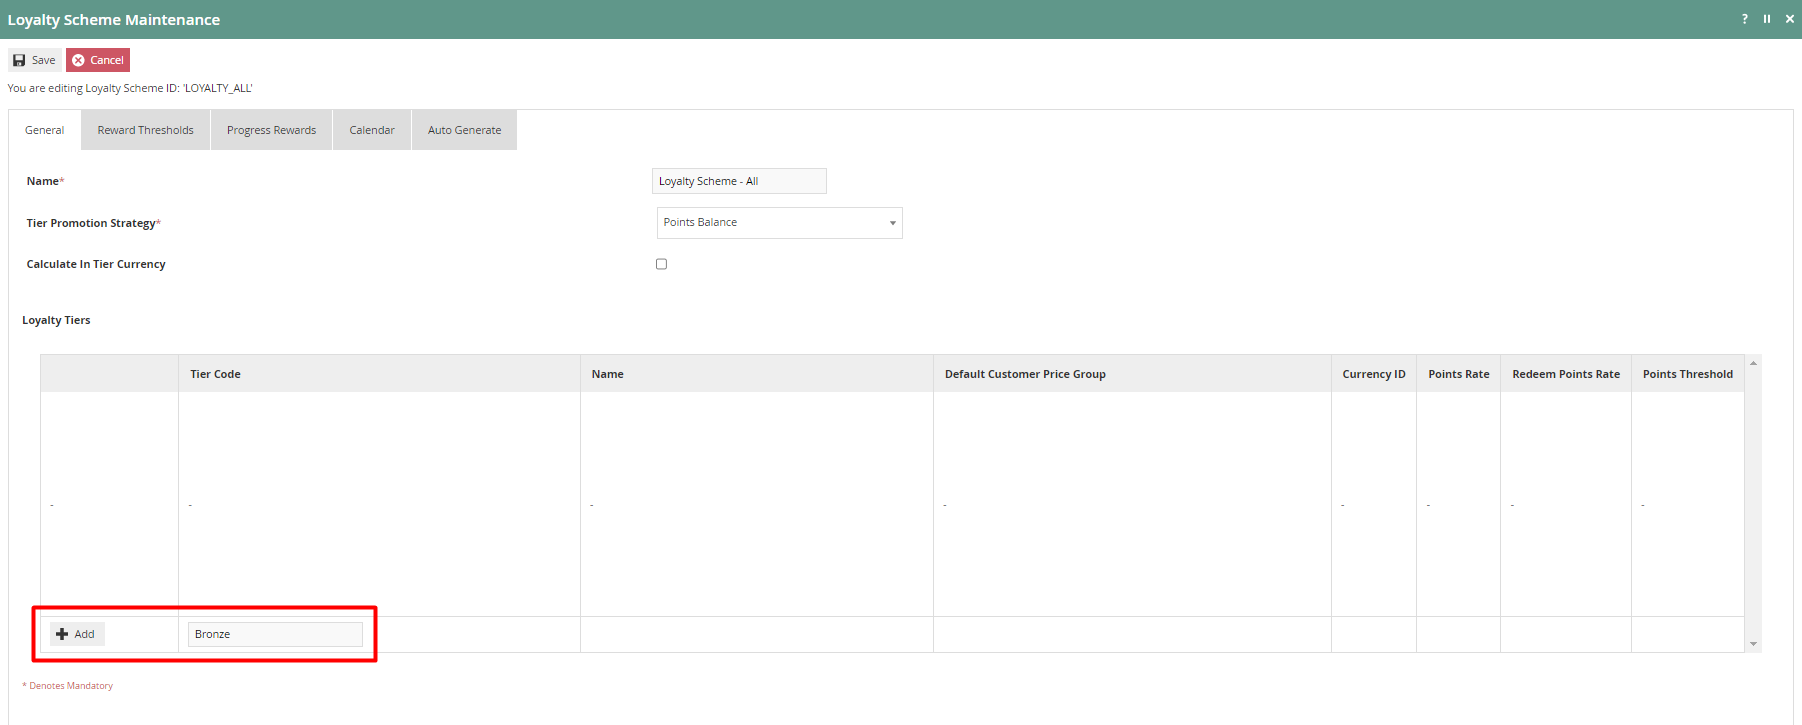 Loyalty Scheme Maintenance ?
Save Cancel
You are editing Loyalty Scheme ID: 'LOYALTY_ALL'
General Reward Thresholds Progress Rewards Calendar Auto Generate
Name* Loyalty Scheme - All
Tier Promotion Strategy* Points Balance
Calculate In Tier Currency
Loyalty Tiers
Tier Code Name Default Customer Price Group Currency ID Points Rate Redeem Points Rate Points Threshold
- - - - - - - -
Add Bronze
* Denotes Mandatory